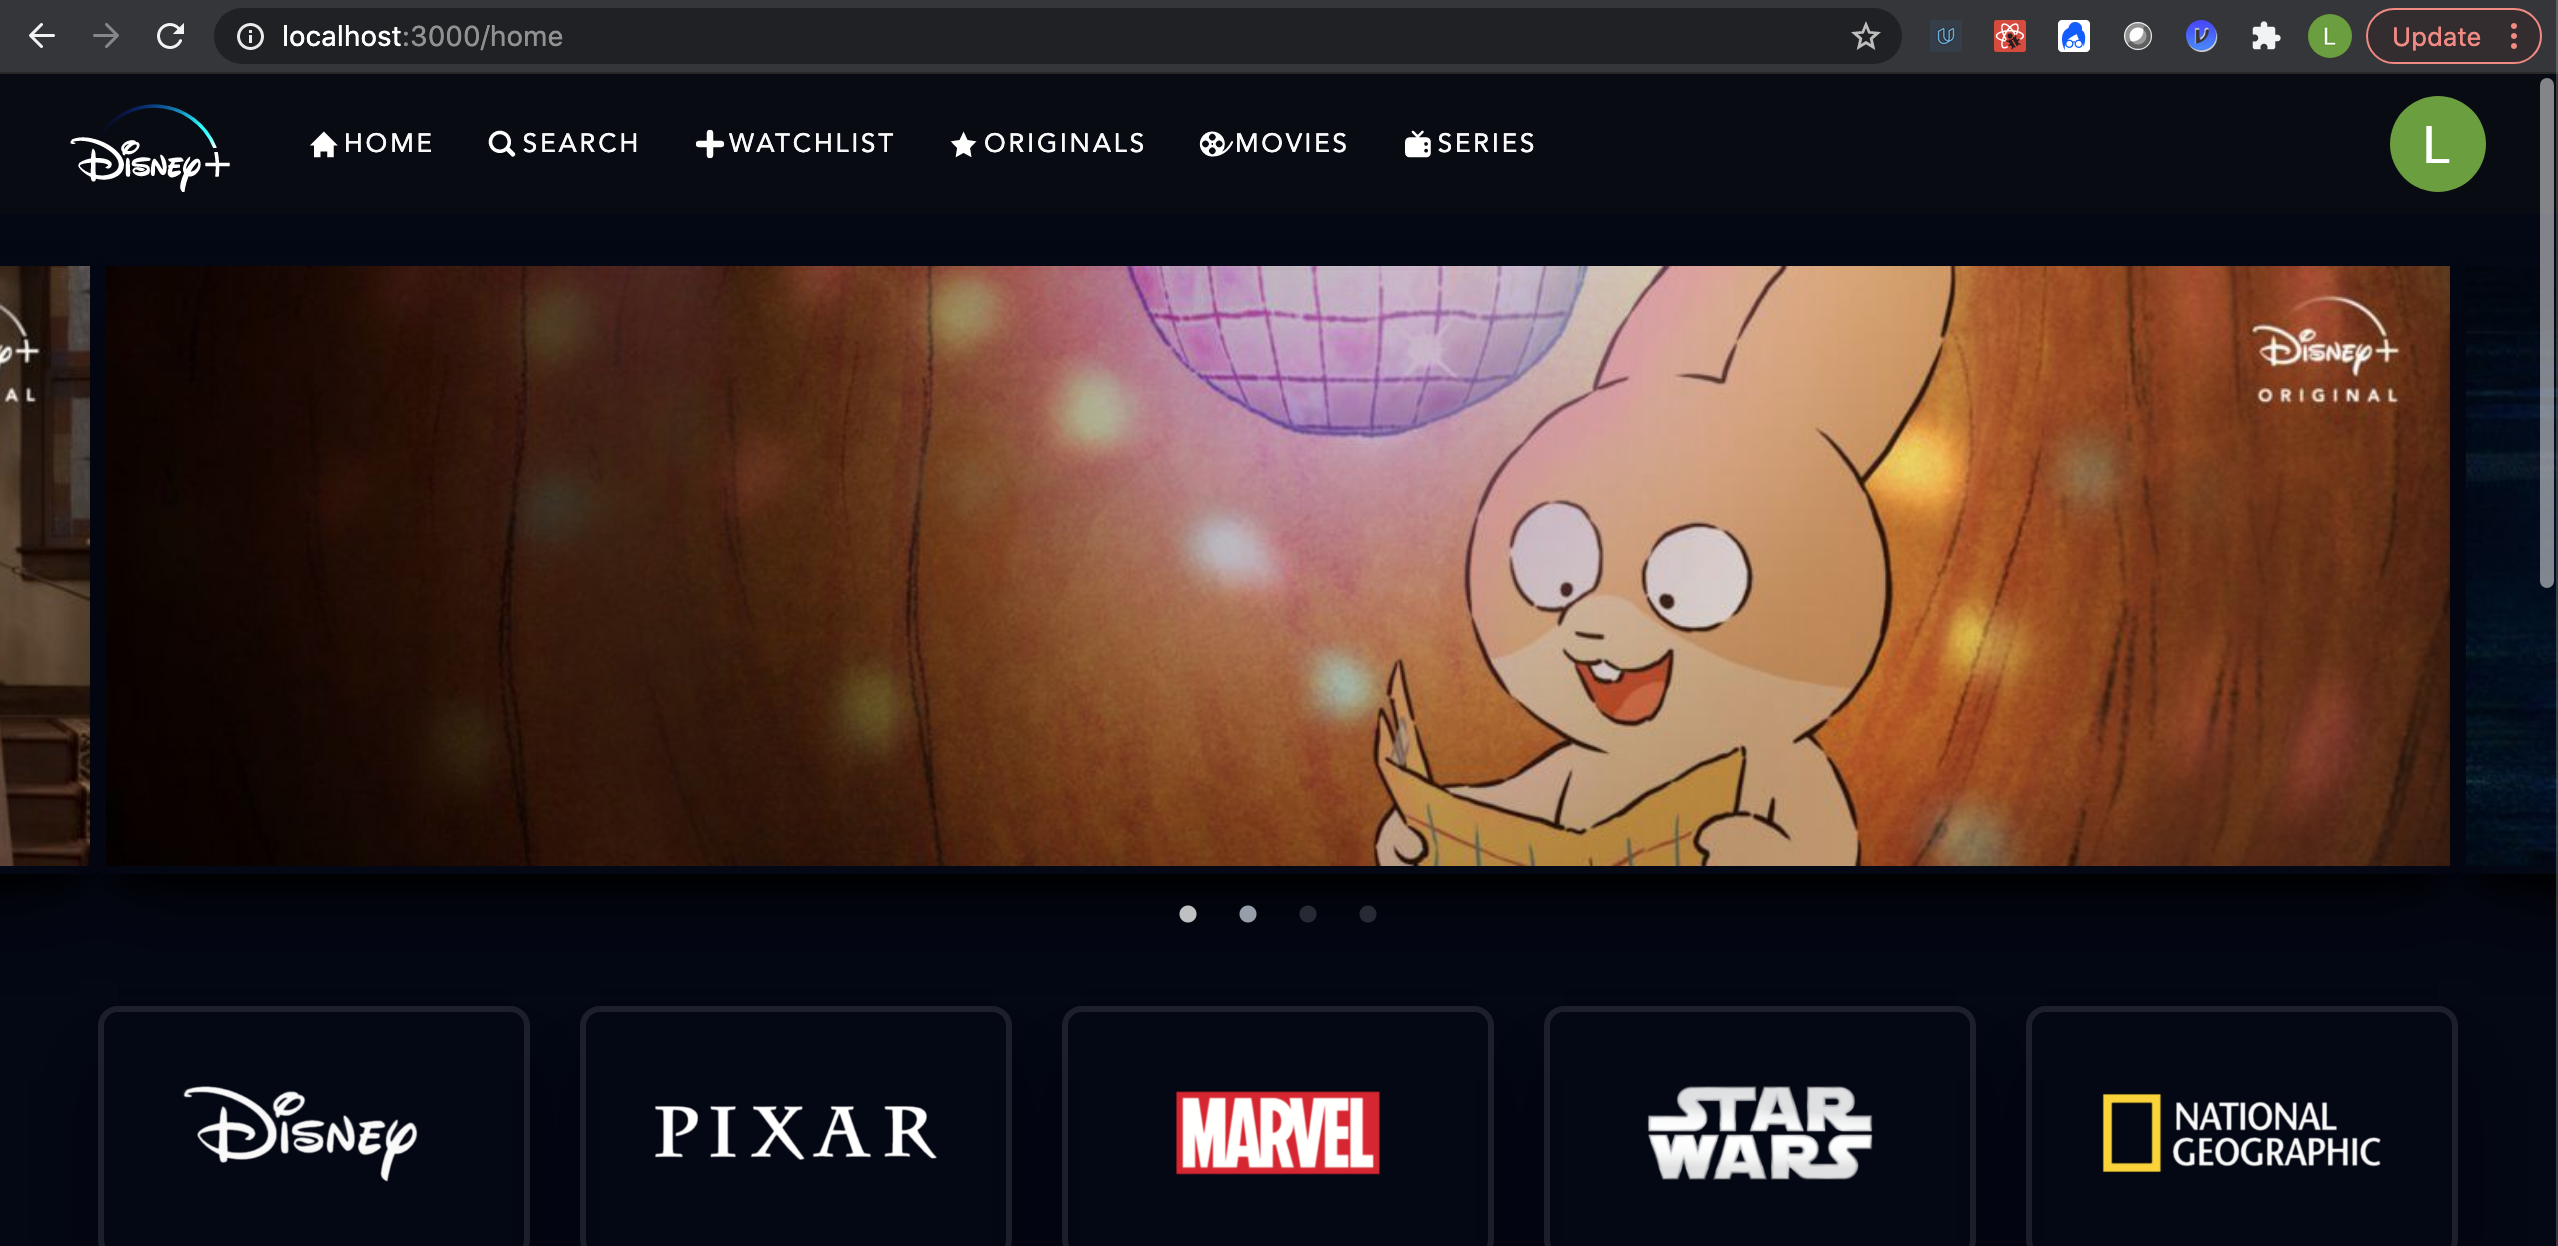 localhost:3000/home
L
Update
Disney+
HOME
SEARCH
WATCHLIST
ORIGINALS
MOVIES
SERIES
L
AL
Disney+
ORIGINAL
Disney
PIXAR
MARVEL
STAR
WARS
NATIONAL
GEOGRAPHIC